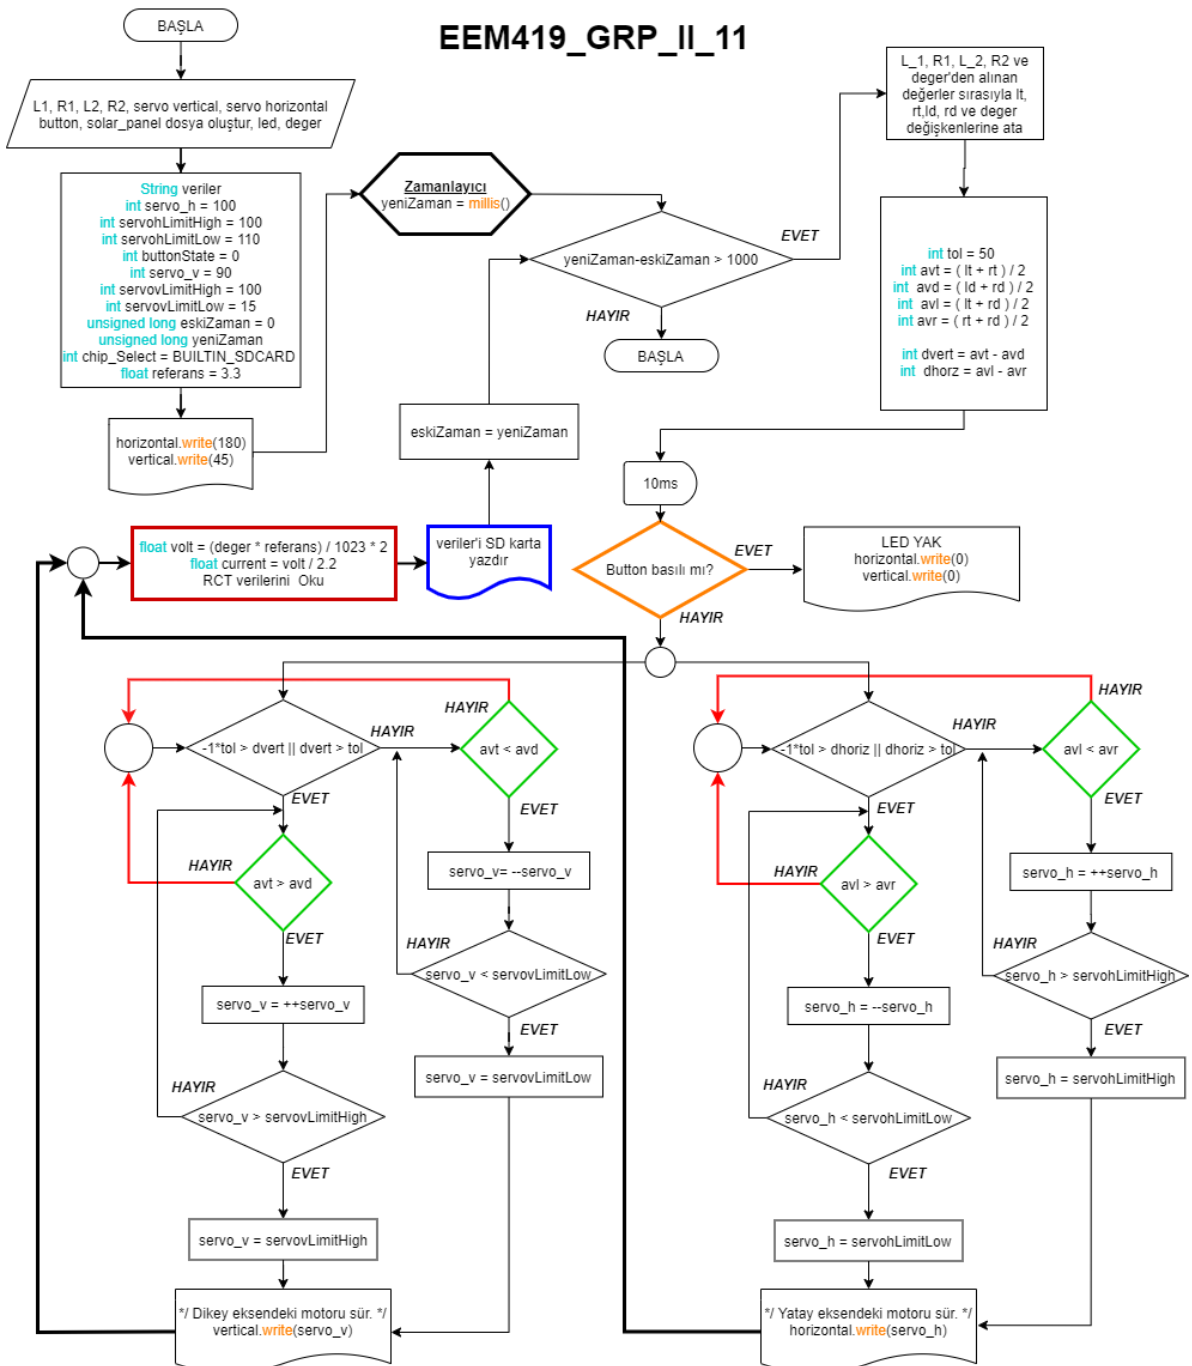 EEM419_GRP_II_11
BAŞLA
L1, R1, L2, R2, servo vertical, servo horizontal
button, solar_panel dosya oluştur, led, deger
String veriler
int servo_h = 100
int servohLimitHigh = 100
int servohLimitLow = 110
int buttonState = 0
int servo_v = 90
int servovLimitHigh = 100
int servovLimitLow = 15
unsigned long eskiZaman = 0
unsigned long yeniZaman
int chip_Select = BUILTIN_SDCARD
float referans = 3.3
horizontal.write(180)
vertical.write(45)
Zamanlayıcı
yeniZaman = millis()
yeniZaman-eskiZaman > 1000
EVET
HAYIR
BAŞLA
L_1, R1, L_2, R2 ve
deger'den alınan
değerler sırasıyla lt,
rt,ld, rd ve deger
değişkenlerine ata
int tol = 50
int avt = ( lt + rt ) / 2
int avd = ( ld + rd ) / 2
int avl = ( lt + rd ) / 2
int avr = ( rt + rd ) / 2
int dvert = avt - avd
int dhorz = avl - avr
eskiZaman = yeniZaman
10ms
float volt = (deger * referans) / 1023 * 2
float current = volt / 2.2
RCT verilerini Oku
veriler'i SD karta
yazdır
Button basılı mı?
EVET
HAYIR
LED YAK
horizontal.write(0)
vertical.write(0)
-1*tol > dvert || dvert > tol
HAYIR
EVET
avt < avd
HAYIR
EVET
servo_v= --servo_v
servo_v < servovLimitLow
HAYIR
EVET
servo_v = servovLimitLow
avt > avd
HAYIR
EVET
servo_v = ++servo_v
servo_v > servovLimitHigh
HAYIR
EVET
servo_v = servovLimitHigh
*/ Dikey eksendeki motoru sür. */
vertical.write(servo_v)
-1*tol > dhoriz || dhoriz > tol
HAYIR
EVET
avl < avr
HAYIR
EVET
servo_h = ++servo_h
servo_h > servohLimitHigh
HAYIR
EVET
servo_h = servohLimitHigh
avl > avr
HAYIR
EVET
servo_h = --servo_h
servo_h < servohLimitLow
HAYIR
EVET
servo_h = servohLimitLow
*/ Yatay eksendeki motoru sür. */
horizontal.write(servo_h)